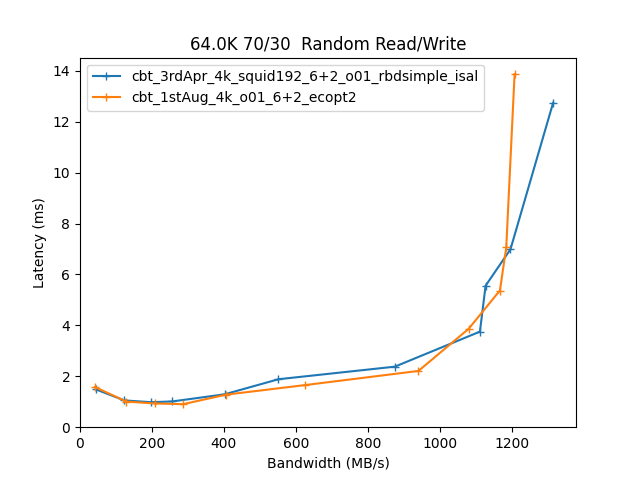 64.0K 70/30  Random Read/Write
cbt_3rdApr_4k_squid192_6+2_o01_rbdsimple_isal
cbt_1stAug_4k_o01_6+2_ecopt2
14
12
10
8
6
4
2
0
Latency (ms)
0 200 400 600 800 1000 1200
Bandwidth (MB/s)